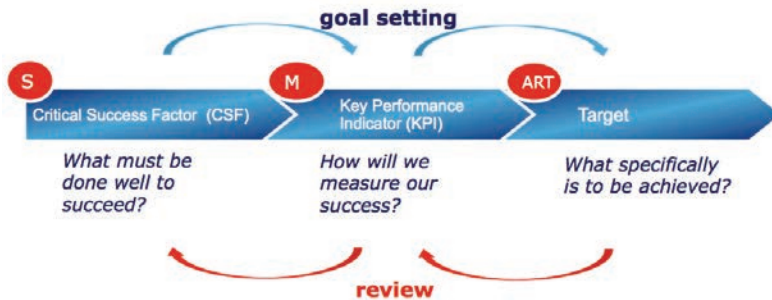 goal setting
S
M
ART
Critical Success Factor (CSF)
Key Performance
Indicator (KPI)
Target
What must be
done well to
succeed?
How will we
measure our
success?
What specifically
is to be achieved?
review